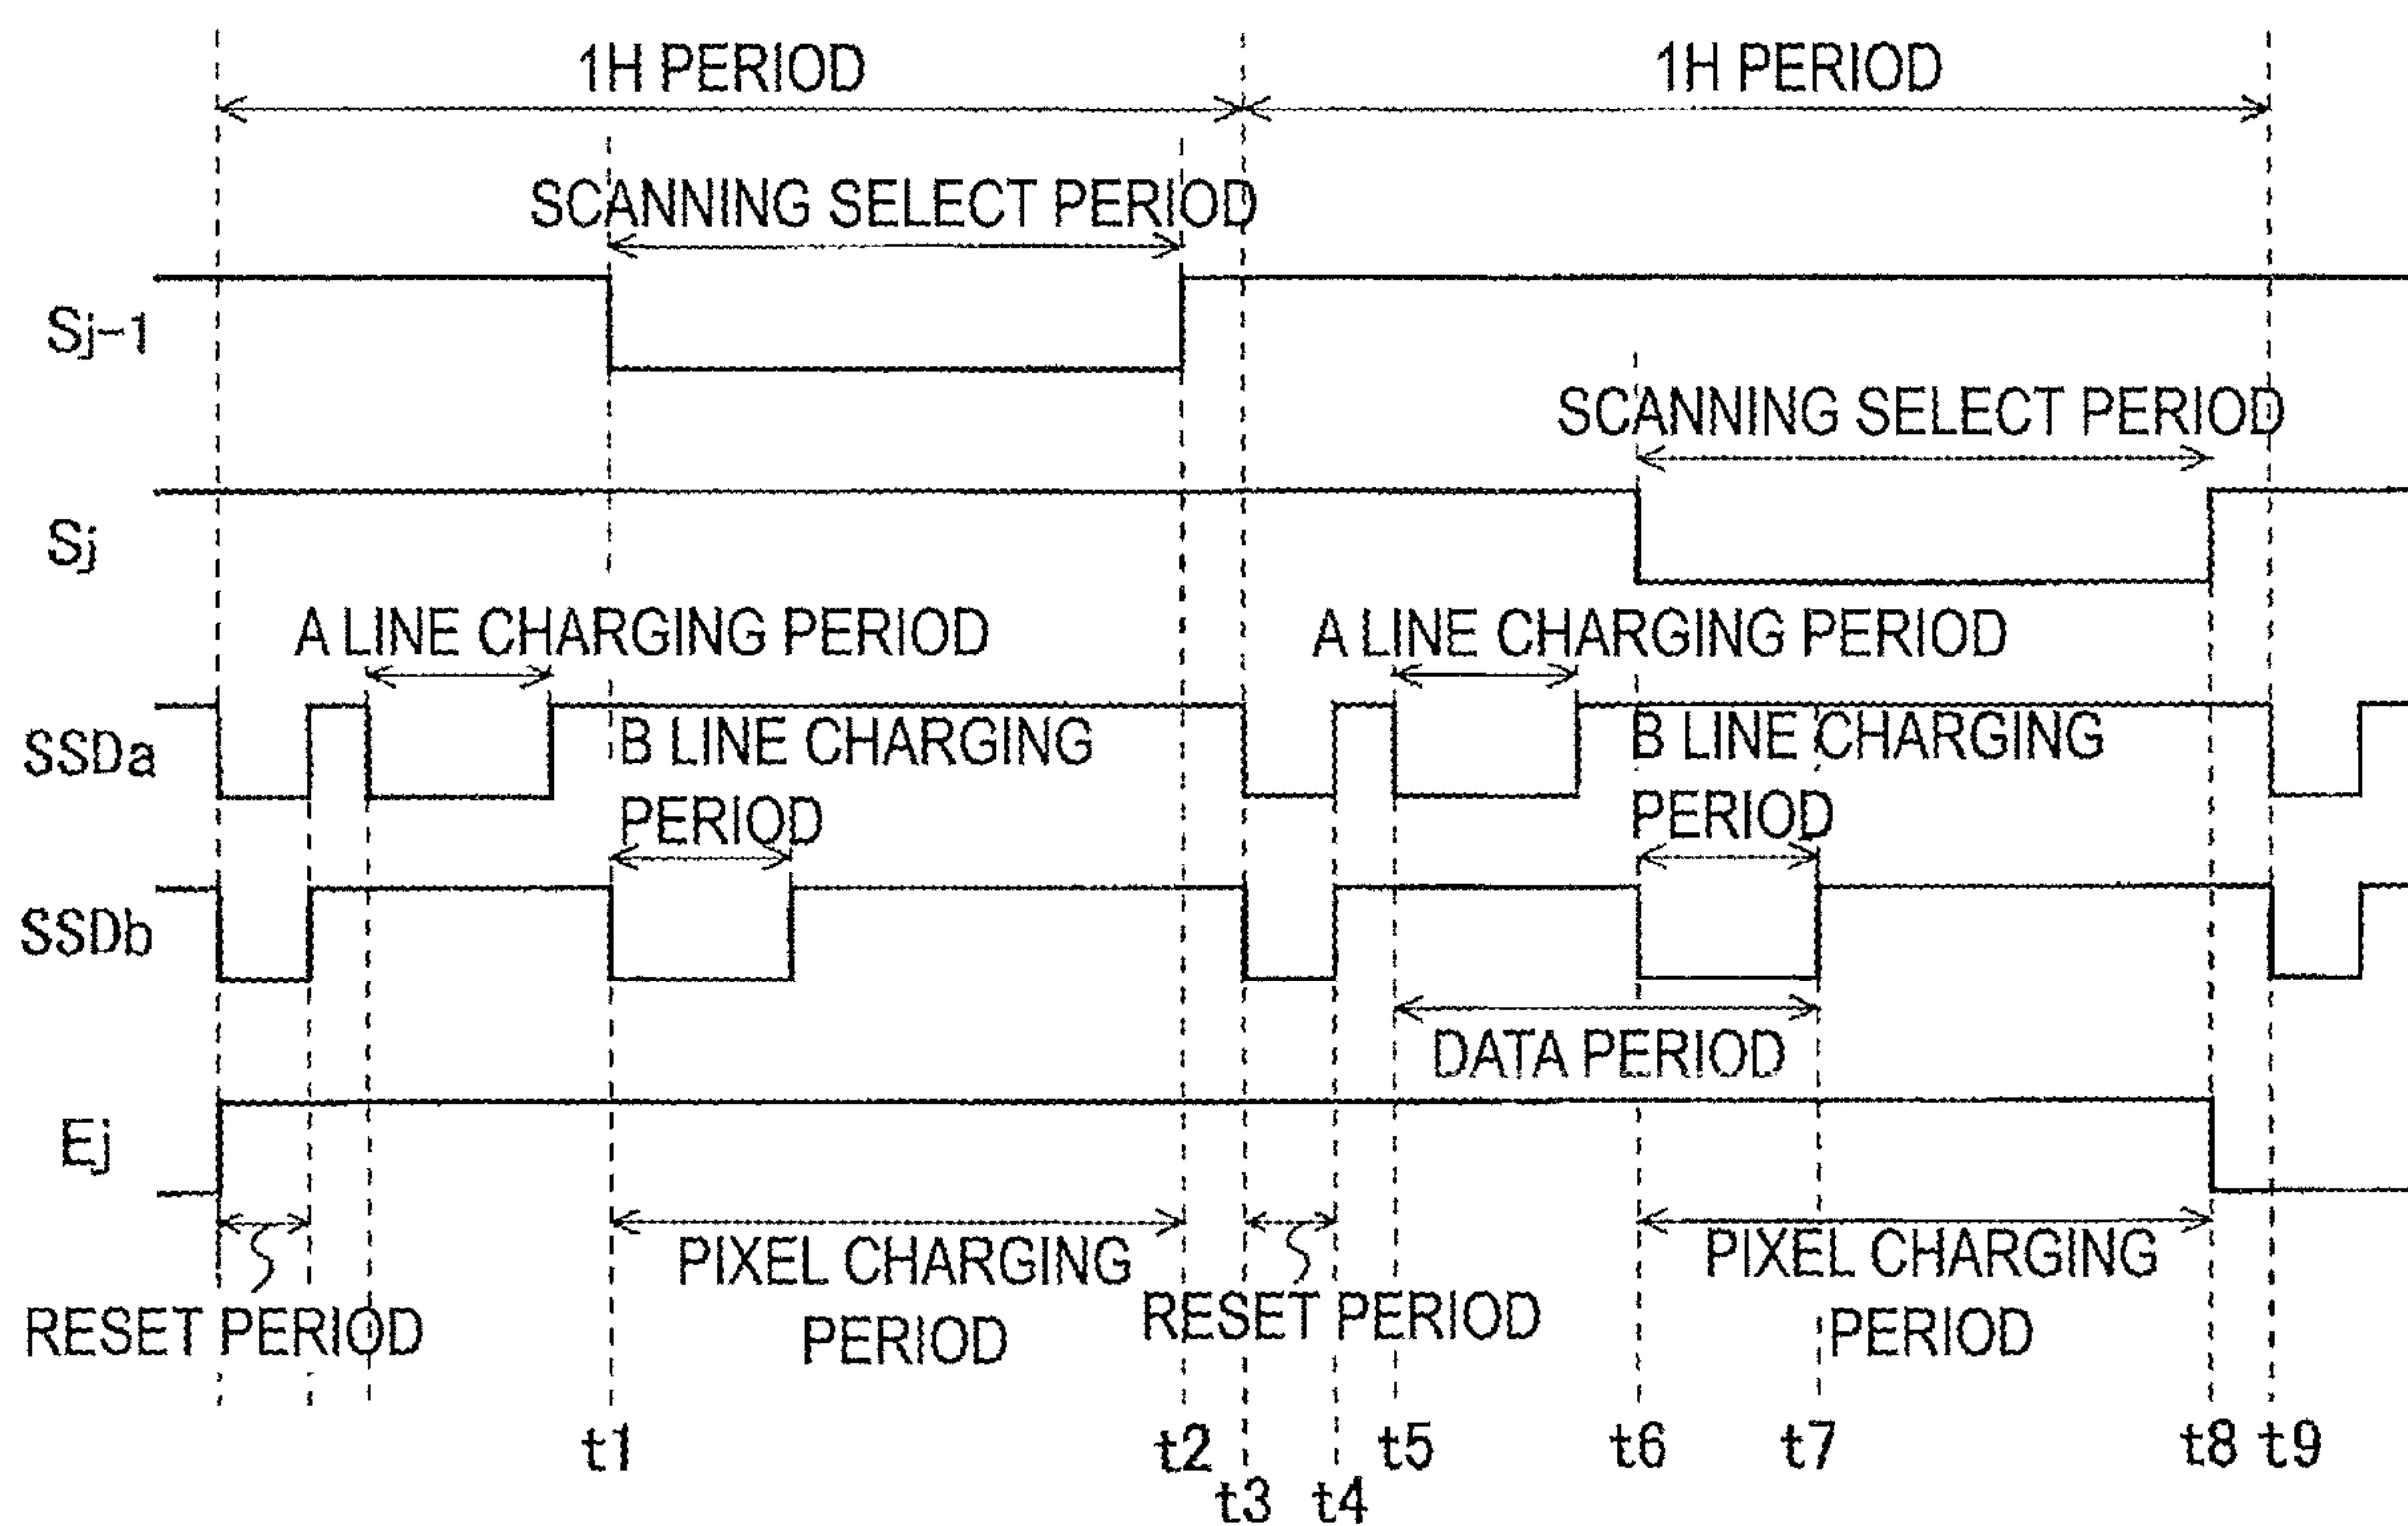 1H PERIOD
1H PERIOD
SCANNING SELECT PERIOD
Sj-1
SCANNING SELECT PERIOD
Sj
A LINE CHARGING PERIOD
A LINE CHARGING PERIOD
SSDa
B LINE CHARGING
PERIOD
B LINE CHARGING
PERIOD
SSDb
DATA PERIOD
Ej
RESET PERIOD
PIXEL CHARGING
PERIOD
RESET PERIOD
PIXEL CHARGING
PERIOD
t1
t2
t3
t4
t5
t6
t7
t8
t9